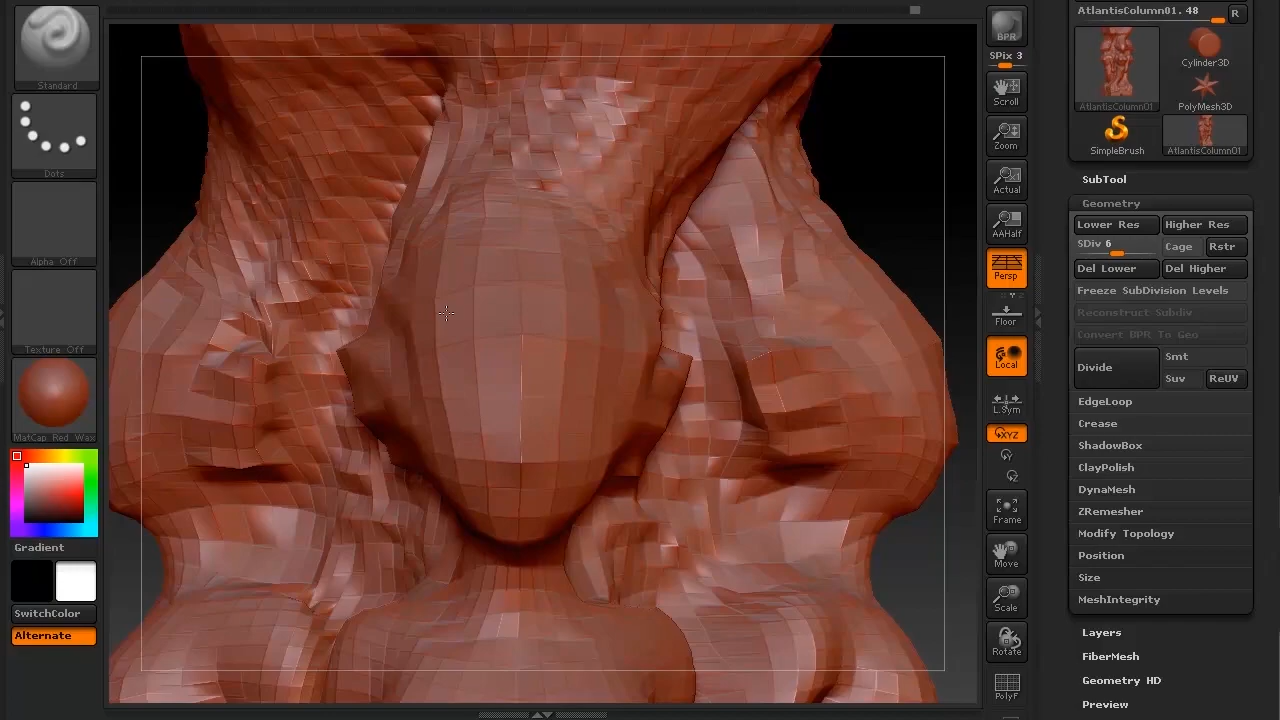 Standard
Dots
Alpha Off
Texture Off
MatCap Red Wax
Gradient
SwitchColor
Alternate
BPR
SPix 3
Scroll
Zoom
Actual
AAHalf
Persp
Floor
Local
L.Sym
XYZ
Y
Z
Frame
Move
Scale
Rotate
PolyF
AtlantisColumn01. 48
R
AtlantisColumn01
Cylinder3D
PolyMesh3D
SimpleBrush
AtlantisColumn01
SubTool
Geometry
Lower Res Higher Res
SDiv 6 Cage Rstr
Del Lower Del Higher
Freeze SubDivision Levels
Reconstruct Subdiv
Convert BPR To Geo
Divide
Smt
Suv ReUV
EdgeLoop
Crease
ShadowBox
ClayPolish
DynaMesh
ZRemesher
Modify Topology
Position
Size
MeshIntegrity
Layers
FiberMesh
Geometry HD
Preview